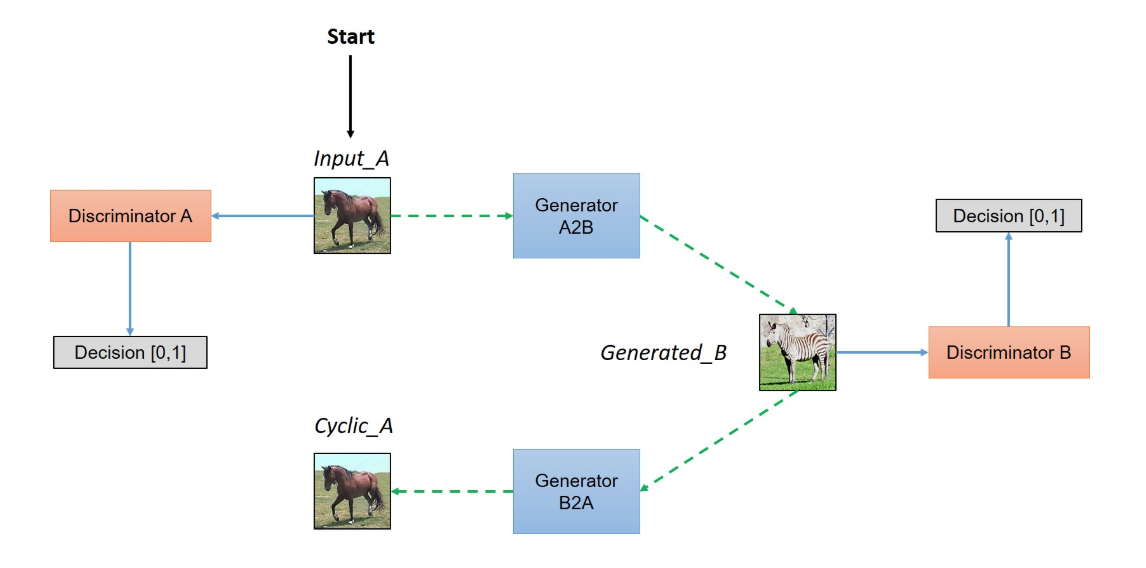 Start
Input_A
Discriminator A
Generator
A2B
Decision [0,1]
Decision [0,1]
Generated_B
Discriminator B
Cyclic_A
Generator
B2A